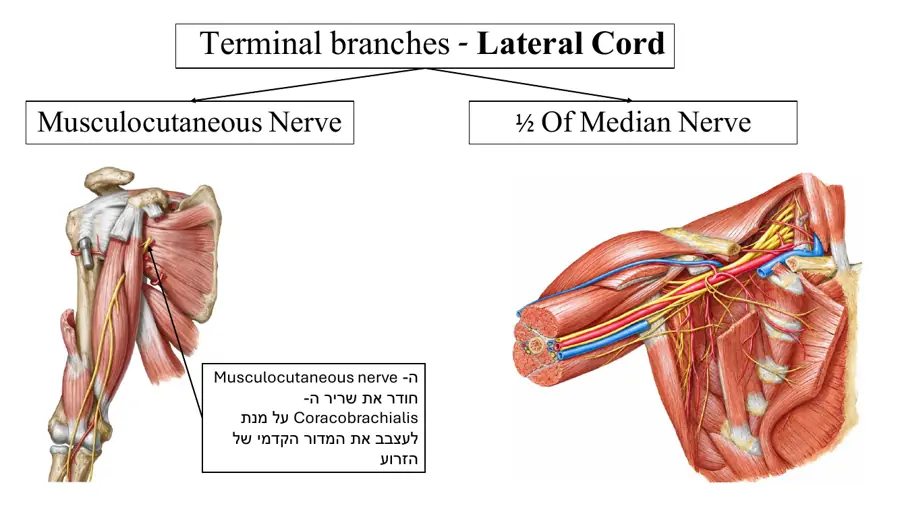 Terminal branches - Lateral Cord
Musculocutaneous Nerve
½ Of Median Nerve
ה- Musculocutaneous nerve
חודר את שריר ה-
Coracobrachialis על מנת
לעצבב את המדור הקדמי של
הזרוע